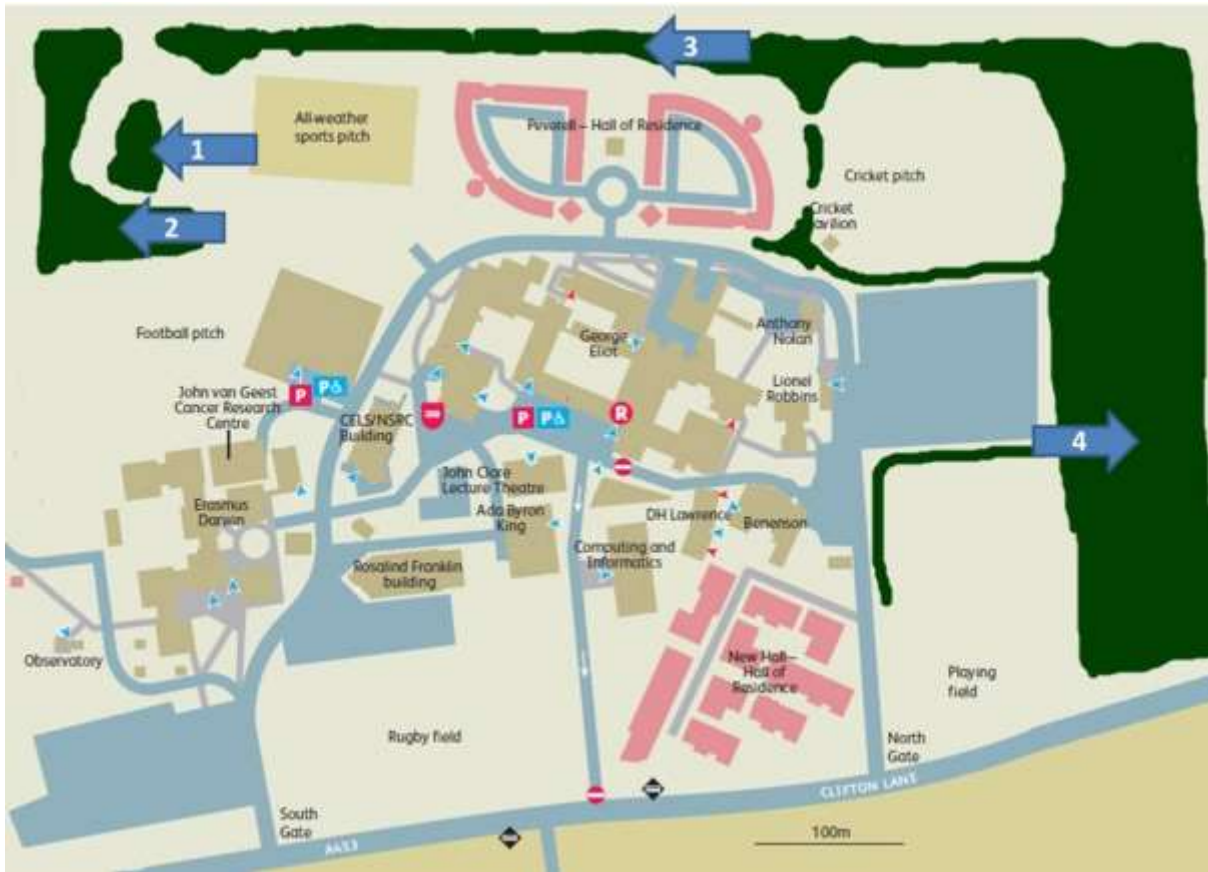 3
All-weather
sports pitch
Peverell – Hall of Residence
1
Cricket pitch
Cricket
pavilion
2
Football pitch
George
Eliot
Anthony
Nolan
John van Geest
Cancer Research
Centre
P
P
Lionel
Robbins
CELS/NSRC
Building
P
P
R
4
John Clare
Lecture Theatre
Erasmus
Darwin
Ada Byron
King
DH Lawrence
Benenson
Computing and
Informatics
Rosalind Franklin
building
Observatory
New Hall –
Hall of
Residence
Playing
field
Rugby field
North
Gate
CLIFTON LANE
South
Gate
A453
100m